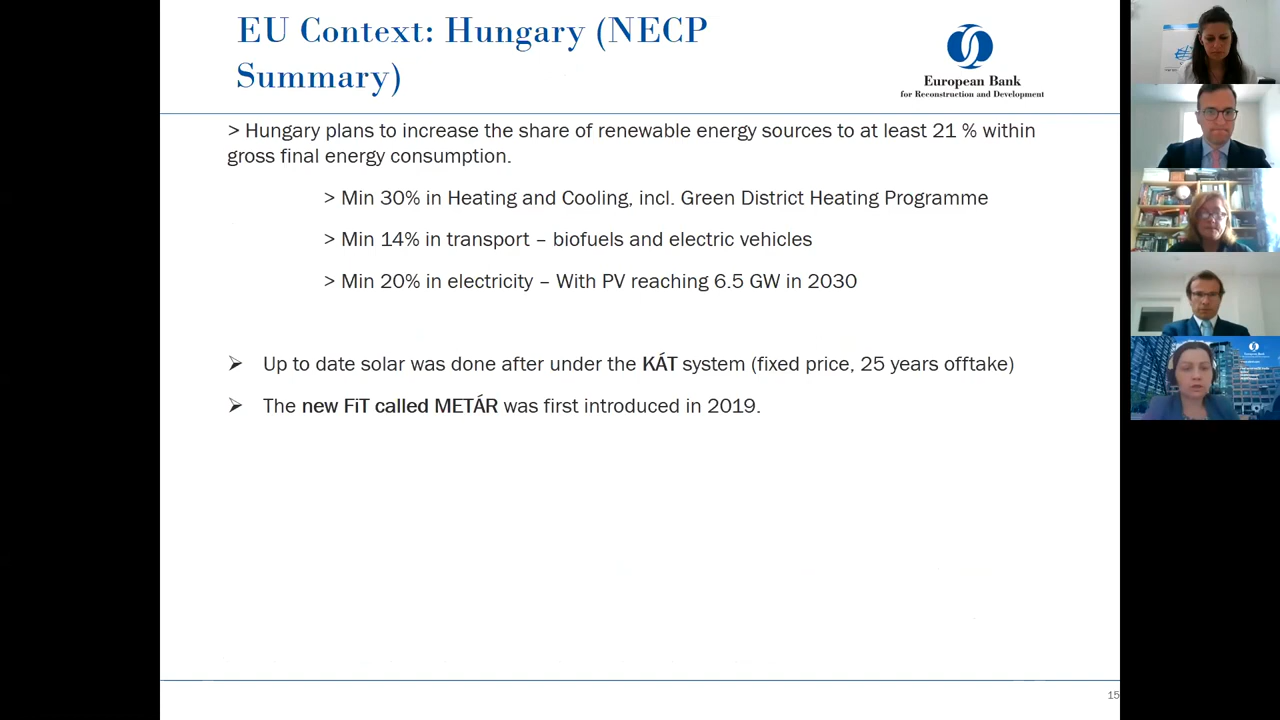 EU Context: Hungary (NECP
Summary)
European Bank
for Reconstruction and Development
> Hungary plans to increase the share of renewable energy sources to at least 21 % within
gross final energy consumption.
> Min 30% in Heating and Cooling, incl. Green District Heating Programme
> Min 14% in transport – biofuels and electric vehicles
> Min 20% in electricity – With PV reaching 6.5 GW in 2030
➢ Up to date solar was done after under the KÁT system (fixed price, 25 years offtake)
➢ The new FiT called METÁR was first introduced in 2019.
15